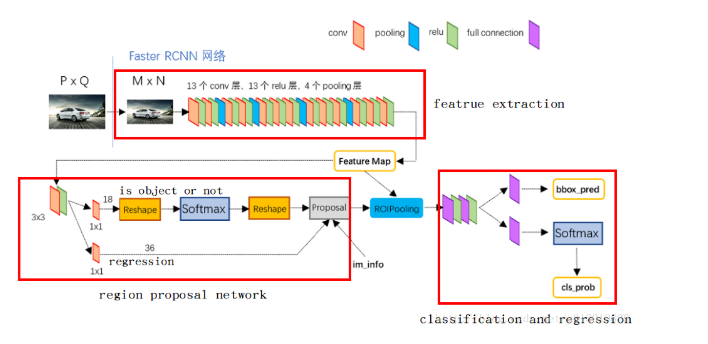 conv pooling relu full connection
Faster RCNN 网络
P x Q
M x N
13 个 conv 层，13 个 relu 层，4 个 pooling 层
featrue extraction
Feature Map
is object or not
18
3x3
1x1
Reshape
Softmax
Reshape
Proposal
ROIPooling
bbox_pred
Softmax
cls_prob
36
regression
1x1
im_info
region proposal network
classification and regression